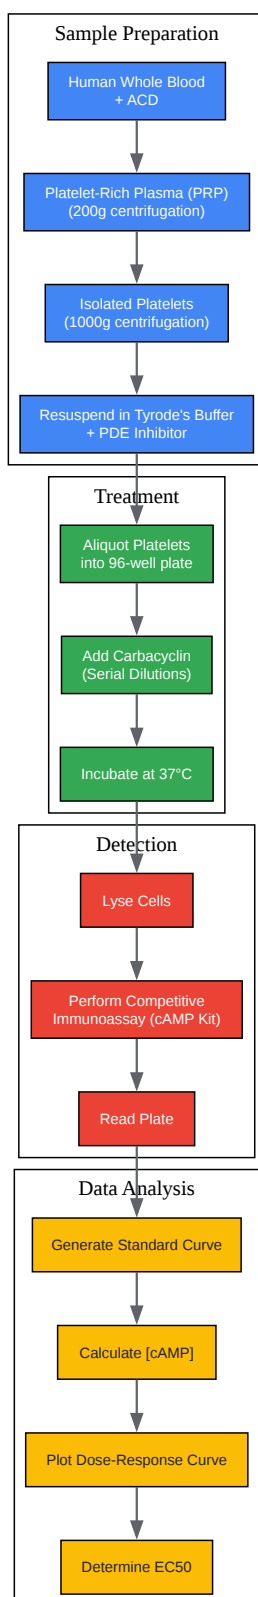 Sample Preparation
Human Whole Blood
+ ACD
Platelet-Rich Plasma (PRP)
(200g centrifugation)
Isolated Platelets
(1000g centrifugation)
Resuspend in Tyrode's Buffer
+ PDE Inhibitor
Treatment
Aliquot Platelets
into 96-well plate
Add Carbacyclin
(Serial Dilutions)
Incubate at 37°C
Detection
Lyse Cells
Perform Competitive
Immunoassay (cAMP Kit)
Read Plate
Data Analysis
Generate Standard Curve
Calculate [cAMP]
Plot Dose-Response Curve
Determine EC50